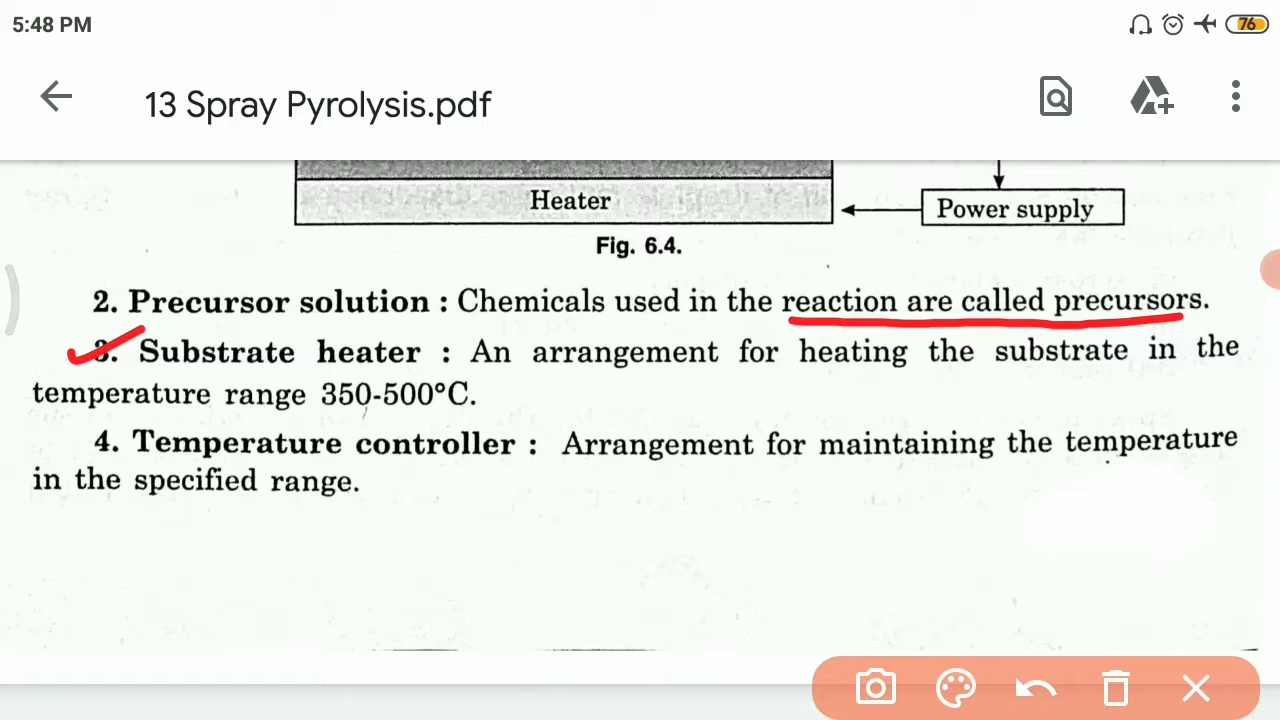 5:48 PM
76
13 Spray Pyrolysis.pdf
Heater
Power supply
Fig. 6.4.
2. Precursor solution : Chemicals used in the reaction are called precursors.
3. Substrate heater : An arrangement for heating the substrate in the
temperature range 350-500°C.
4. Temperature controller : Arrangement for maintaining the temperature
in the specified range.